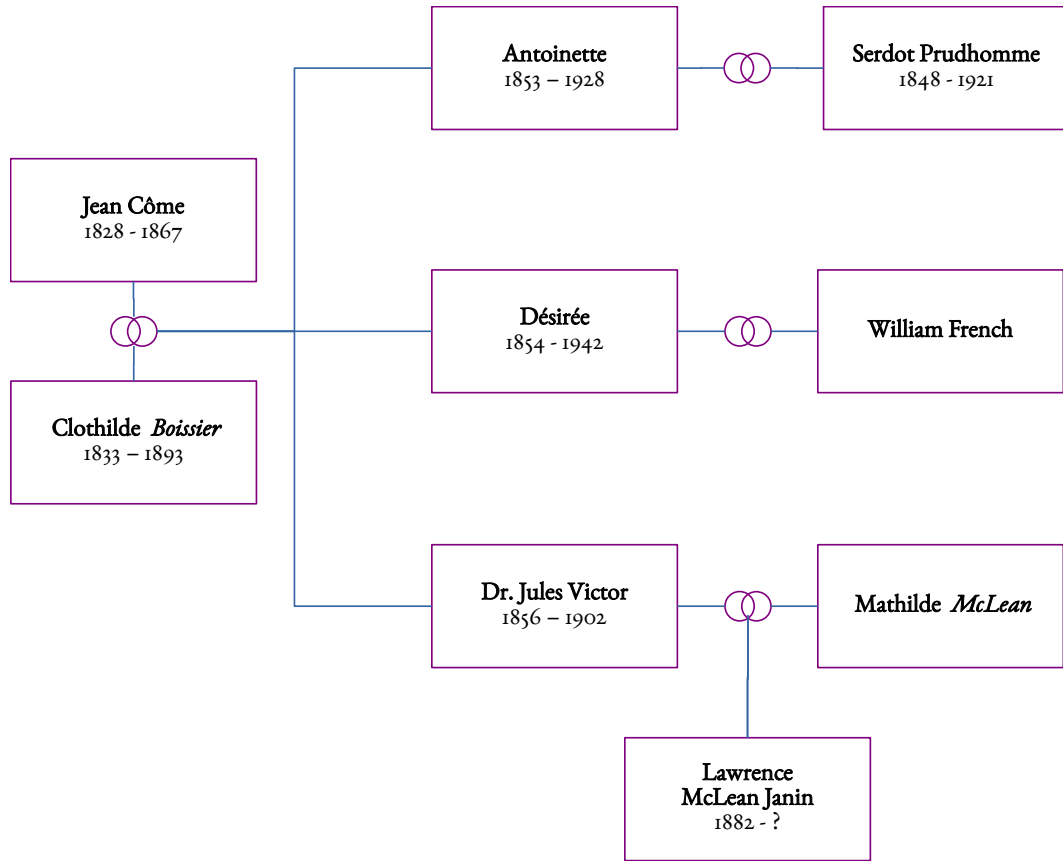 Antoinette
1853 – 1928
Serdot Prudhomme
1848 - 1921
Jean Côme
1828 - 1867
Désirée
1854 - 1942
William French
Clothilde Boissier
1833 – 1893
Dr. Jules Victor
1856 – 1902
Mathilde McLean
Lawrence
McLean Janin
1882 - ?